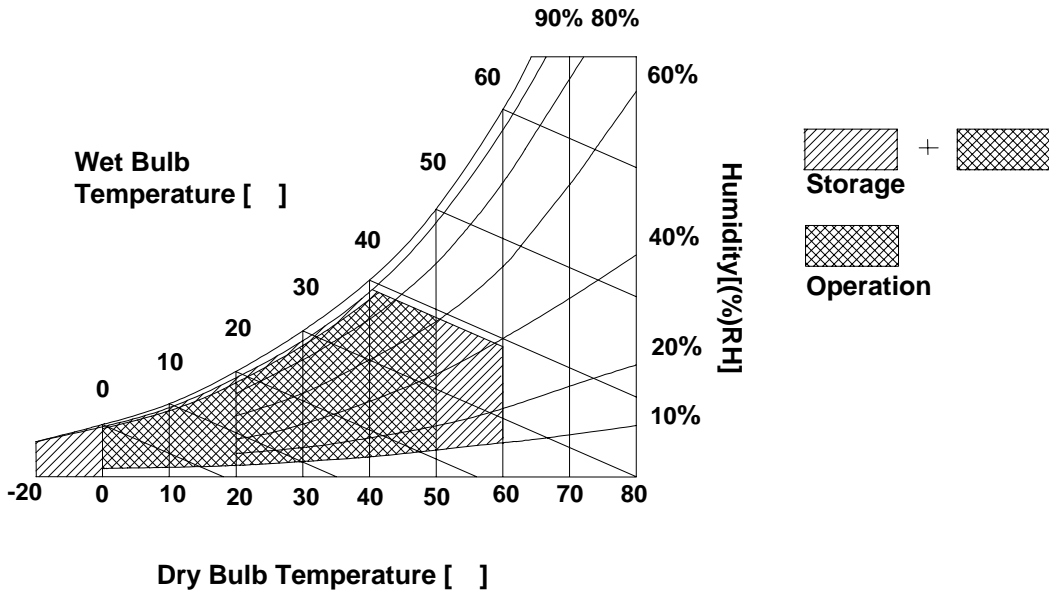 90% 80%
60
60%
50
Wet Bulb
Temperature [ ]
Humidity[(%)RH]
+
Storage
40
40%
30
Operation
20
20%
10
0
10%
-20 0 10 20 30 40 50 60 70 80
Dry Bulb Temperature [ ]